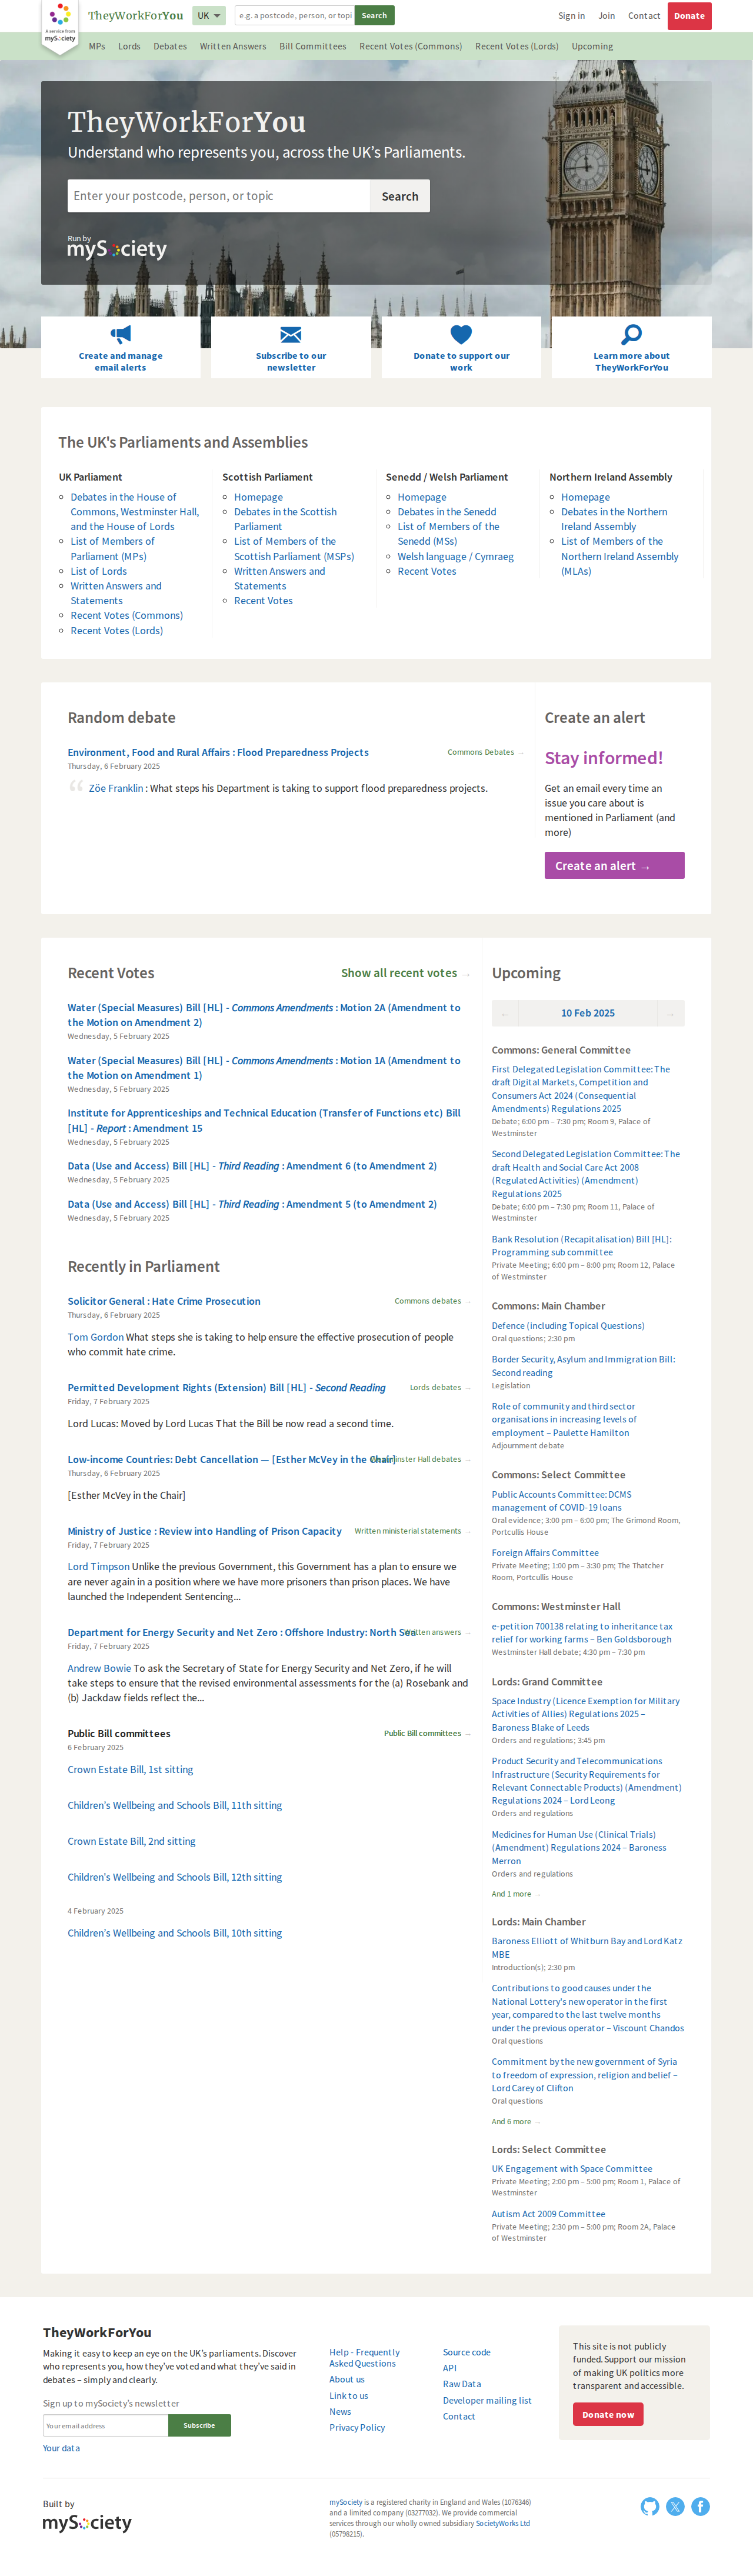 A service from
mySociety
TheyWorkForYou
UK
e.g. a postcode, person, or topi
Search
Sign in
Join
Contact
Donate
MPs
Lords
Debates
Written Answers
Bill Committees
Recent Votes (Commons)
Recent Votes (Lords)
Upcoming
TheyWorkForYou
Understand who represents you, across the UK’s Parliaments.
Enter your postcode, person, or topic
Search
Run by
mySociety
Create and manage
email alerts
Subscribe to our
newsletter
Donate to support our
work
Learn more about
TheyWorkForYou
The UK's Parliaments and Assemblies
UK Parliament
Debates in the House of
Commons, Westminster Hall,
and the House of Lords
List of Members of
Parliament (MPs)
List of Lords
Written Answers and
Statements
Recent Votes (Commons)
Recent Votes (Lords)
Scottish Parliament
Homepage
Debates in the Scottish
Parliament
List of Members of the
Scottish Parliament (MSPs)
Written Answers and
Statements
Recent Votes
Senedd / Welsh Parliament
Homepage
Debates in the Senedd
List of Members of the
Senedd (MSs)
Welsh language / Cymraeg
Recent Votes
Northern Ireland Assembly
Homepage
Debates in the Northern
Ireland Assembly
List of Members of the
Northern Ireland Assembly
(MLAs)
Random debate
Environment, Food and Rural Affairs : Flood Preparedness Projects
Commons Debates →
Thursday, 6 February 2025
“ Zöe Franklin : What steps his Department is taking to support flood preparedness projects.
Create an alert
Stay informed!
Get an email every time an
issue you care about is
mentioned in Parliament (and
more)
Create an alert →
Recent Votes
Show all recent votes →
Water (Special Measures) Bill [HL] - Commons Amendments : Motion 2A (Amendment to
the Motion on Amendment 2)
Wednesday, 5 February 2025
Water (Special Measures) Bill [HL] - Commons Amendments : Motion 1A (Amendment to
the Motion on Amendment 1)
Wednesday, 5 February 2025
Institute for Apprenticeships and Technical Education (Transfer of Functions etc) Bill
[HL] - Report : Amendment 15
Wednesday, 5 February 2025
Data (Use and Access) Bill [HL] - Third Reading : Amendment 6 (to Amendment 2)
Wednesday, 5 February 2025
Data (Use and Access) Bill [HL] - Third Reading : Amendment 5 (to Amendment 2)
Wednesday, 5 February 2025
Recently in Parliament
Solicitor General : Hate Crime Prosecution
Commons debates →
Thursday, 6 February 2025
Tom Gordon What steps she is taking to help ensure the effective prosecution of people
who commit hate crime.
Permitted Development Rights (Extension) Bill [HL] - Second Reading
Lords debates →
Friday, 7 February 2025
Lord Lucas: Moved by Lord Lucas That the Bill be now read a second time.
Low-income Countries: Debt Cancellation — [Esther McVey in the Chair]
Westminster Hall debates →
Thursday, 6 February 2025
[Esther McVey in the Chair]
Ministry of Justice : Review into Handling of Prison Capacity
Written ministerial statements →
Friday, 7 February 2025
Lord Timpson Unlike the previous Government, this Government has a plan to ensure we
are never again in a position where we have more prisoners than prison places. We have
launched the Independent Sentencing...
Department for Energy Security and Net Zero : Offshore Industry: North Sea
Written answers →
Friday, 7 February 2025
Andrew Bowie To ask the Secretary of State for Energy Security and Net Zero, if he will
take steps to ensure that the revised environmental assessments for the (a) Rosebank and
(b) Jackdaw fields reflect the...
Public Bill committees
Public Bill committees →
6 February 2025
Crown Estate Bill, 1st sitting
Children’s Wellbeing and Schools Bill, 11th sitting
Crown Estate Bill, 2nd sitting
Children’s Wellbeing and Schools Bill, 12th sitting
4 February 2025
Children’s Wellbeing and Schools Bill, 10th sitting
Upcoming
← 10 Feb 2025 →
Commons: General Committee
First Delegated Legislation Committee: The
draft Digital Markets, Competition and
Consumers Act 2024 (Consequential
Amendments) Regulations 2025
Debate; 6:00 pm – 7:30 pm; Room 9, Palace of
Westminster
Second Delegated Legislation Committee: The
draft Health and Social Care Act 2008
(Regulated Activities) (Amendment)
Regulations 2025
Debate; 6:00 pm – 7:30 pm; Room 11, Palace of
Westminster
Bank Resolution (Recapitalisation) Bill [HL]:
Programming sub committee
Private Meeting; 6:00 pm – 8:00 pm; Room 12, Palace
of Westminster
Commons: Main Chamber
Defence (including Topical Questions)
Oral questions; 2:30 pm
Border Security, Asylum and Immigration Bill:
Second reading
Legislation
Role of community and third sector
organisations in increasing levels of
employment – Paulette Hamilton
Adjournment debate
Commons: Select Committee
Public Accounts Committee: DCMS
management of COVID-19 loans
Oral evidence; 3:00 pm – 6:00 pm; The Grimond Room,
Portcullis House
Foreign Affairs Committee
Private Meeting; 1:00 pm – 3:30 pm; The Thatcher
Room, Portcullis House
Commons: Westminster Hall
e-petition 700138 relating to inheritance tax
relief for working farms – Ben Goldsborough
Westminster Hall debate; 4:30 pm – 7:30 pm
Lords: Grand Committee
Space Industry (Licence Exemption for Military
Activities of Allies) Regulations 2025 –
Baroness Blake of Leeds
Orders and regulations; 3:45 pm
Product Security and Telecommunications
Infrastructure (Security Requirements for
Relevant Connectable Products) (Amendment)
Regulations 2024 – Lord Leong
Orders and regulations
Medicines for Human Use (Clinical Trials)
(Amendment) Regulations 2024 – Baroness
Merron
Orders and regulations
And 1 more →
Lords: Main Chamber
Baroness Elliott of Whitburn Bay and Lord Katz
MBE
Introduction(s); 2:30 pm
Contributions to good causes under the
National Lottery's new operator in the first
year, compared to the last twelve months
under the previous operator – Viscount Chandos
Oral questions
Commitment by the new government of Syria
to freedom of expression, religion and belief –
Lord Carey of Clifton
Oral questions
And 6 more →
Lords: Select Committee
UK Engagement with Space Committee
Private Meeting; 2:00 pm – 5:00 pm; Room 1, Palace of
Westminster
Autism Act 2009 Committee
Private Meeting; 2:30 pm – 5:00 pm; Room 2A, Palace
of Westminster
TheyWorkForYou
Making it easy to keep an eye on the UK’s parliaments. Discover
who represents you, how they’ve voted and what they’ve said in
debates – simply and clearly.
Sign up to mySociety’s newsletter
Your email address
Subscribe
Your data
Help - Frequently
Asked Questions
About us
Link to us
News
Privacy Policy
Source code
API
Raw Data
Developer mailing list
Contact
This site is not publicly
funded. Support our mission
of making UK politics more
transparent and accessible.
Donate now
Built by
mySociety
mySociety is a registered charity in England and Wales (1076346)
and a limited company (03277032). We provide commercial
services through our wholly owned subsidiary SocietyWorks Ltd
(05798215).